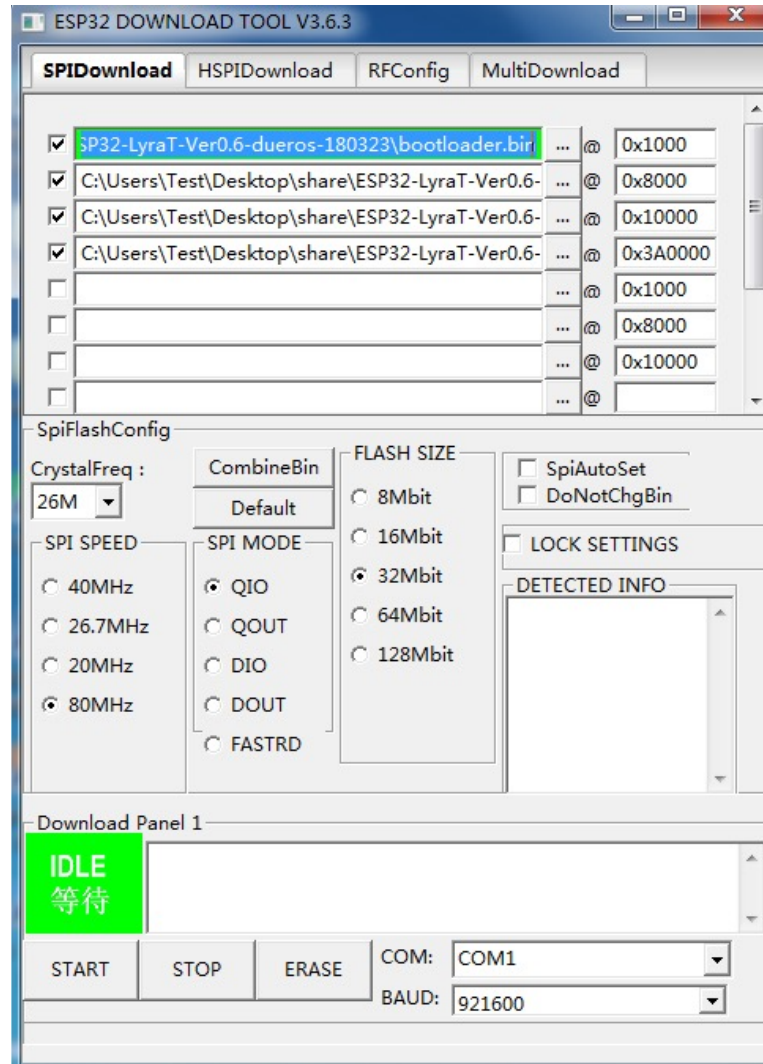 ESP32 DOWNLOAD TOOL V3.6.3
SPIDownload HSPIDownload RFConfig MultiDownload
SP32-LyraT-Ver0.6-dueros-180323\bootloader.bin ... @ 0x1000
C:\Users\Test\Desktop\share\ESP32-LyraT-Ver0.6- ... @ 0x8000
C:\Users\Test\Desktop\share\ESP32-LyraT-Ver0.6- ... @ 0x10000
C:\Users\Test\Desktop\share\ESP32-LyraT-Ver0.6- ... @ 0x3A0000
... @ 0x1000
... @ 0x8000
... @ 0x10000
... @
SpiFlashConfig
CrystalFreq :
26M
CombineBin
Default
SPI SPEED
40MHz
26.7MHz
20MHz
80MHz
SPI MODE
QIO
QOUT
DIO
DOUT
FASTRD
FLASH SIZE
8Mbit
16Mbit
32Mbit
64Mbit
128Mbit
SpiAutoSet
DoNotChgBin
LOCK SETTINGS
DETECTED INFO
Download Panel 1
IDLE
等待
START STOP ERASE
COM: COM1
BAUD: 921600